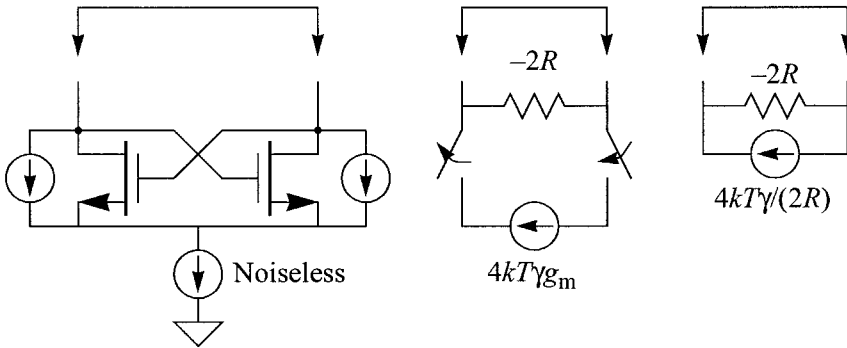 −2R
−2R
4kTγ/(2R)
Noiseless
4kTγgm